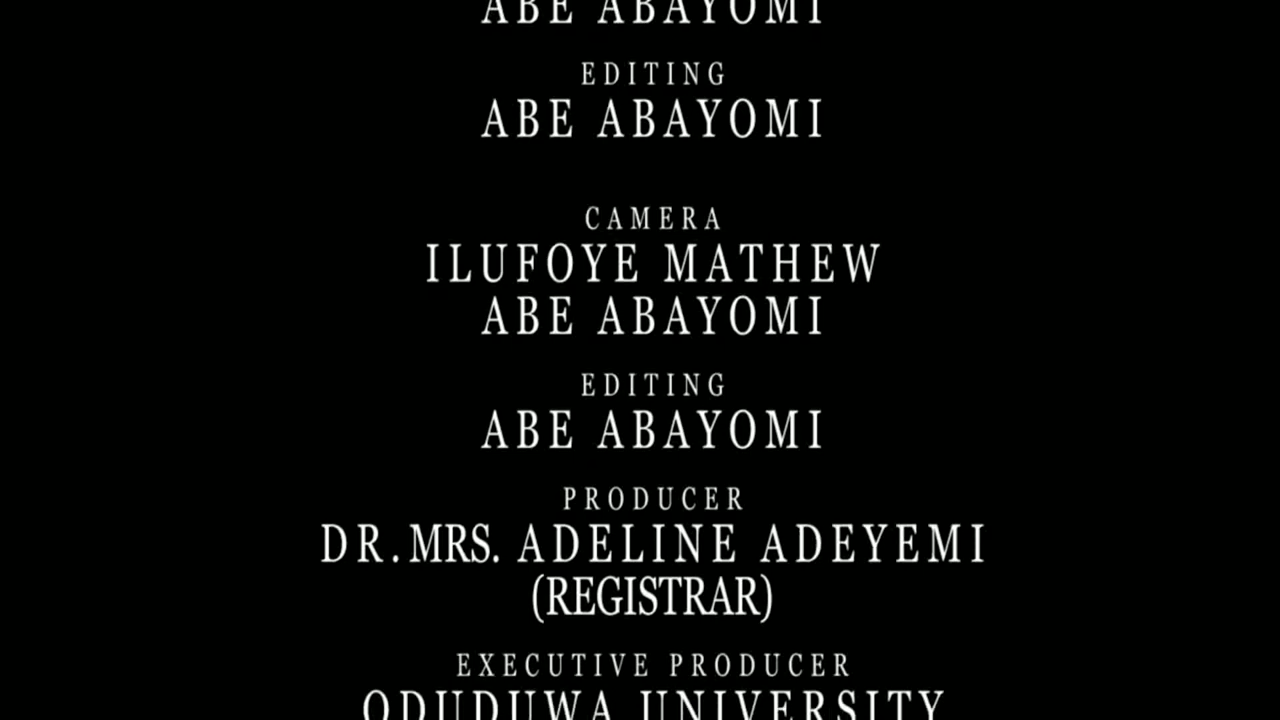 ABE ABAYOMI
EDITING
ABE ABAYOMI
CAMERA
ILUFOYE MATHEW
ABE ABAYOMI
EDITING
ABE ABAYOMI
PRODUCER
DR.MRS. ADELINE ADEYEMI
(REGISTRAR)
EXECUTIVE PRODUCER
ODUDUWA UNIVERSITY